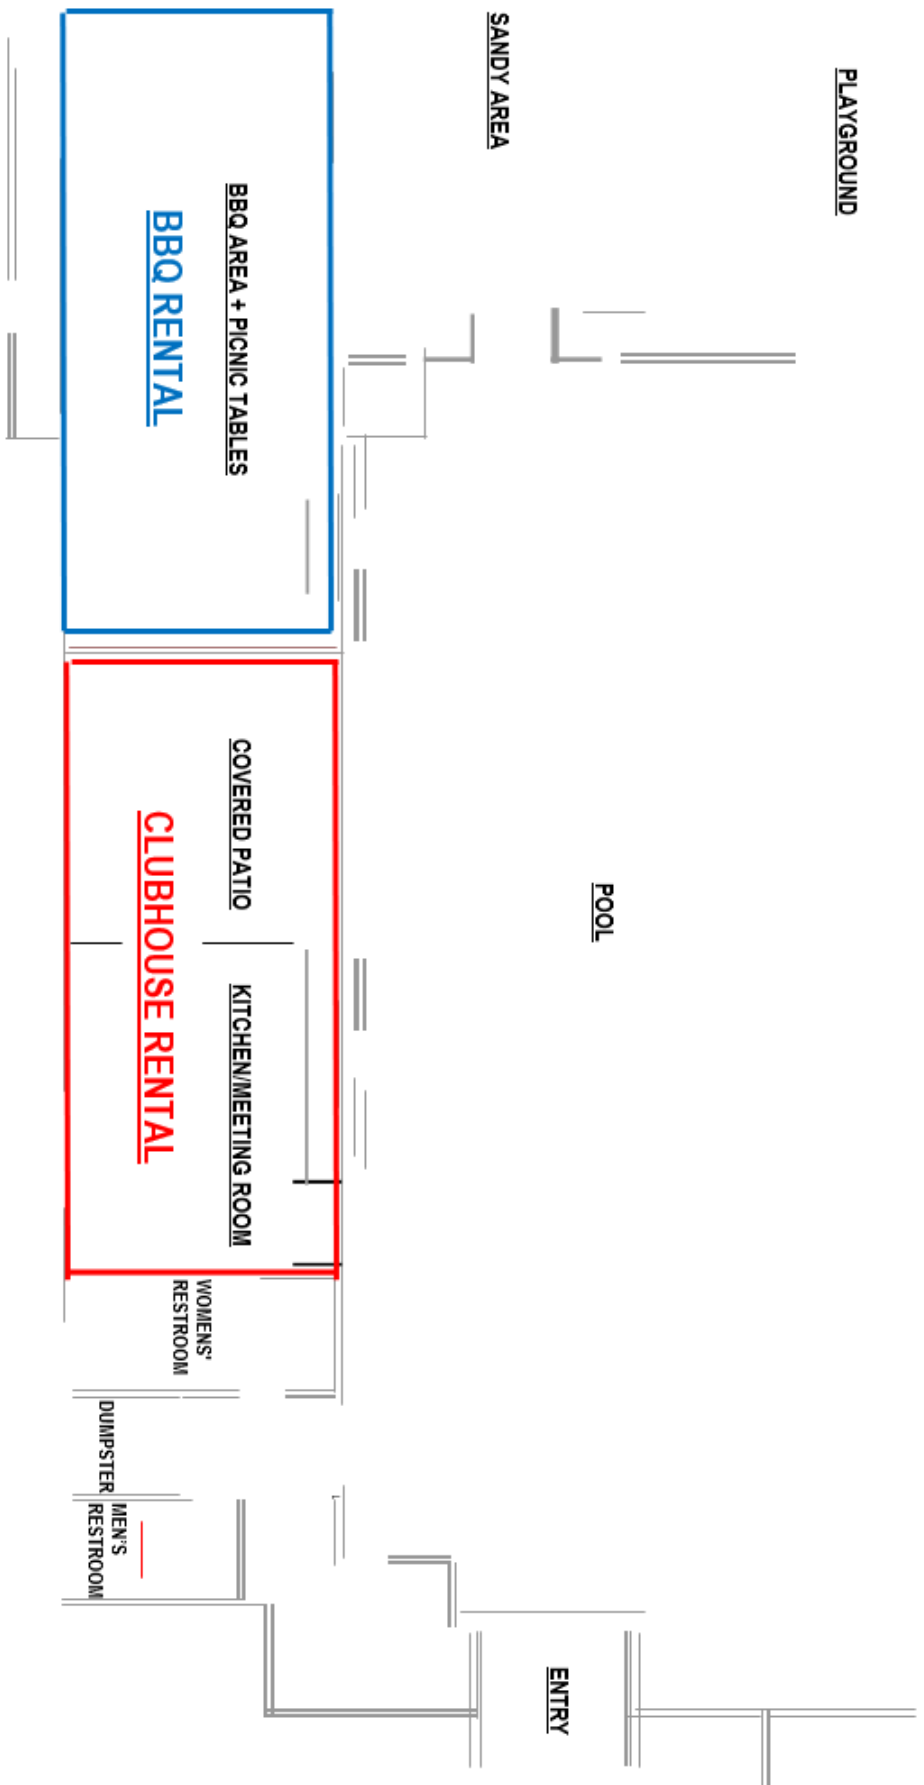 PLAYGROUND
SANDY AREA
BBQ AREA + PICNIC TABLES
BBQ RENTAL
POOL
COVERED PATIO
KITCHEN/MEETING ROOM
CLUBHOUSE RENTAL
WOMENS'
RESTROOM
DUMPSTER
MEN'S
RESTROOM
ENTRY